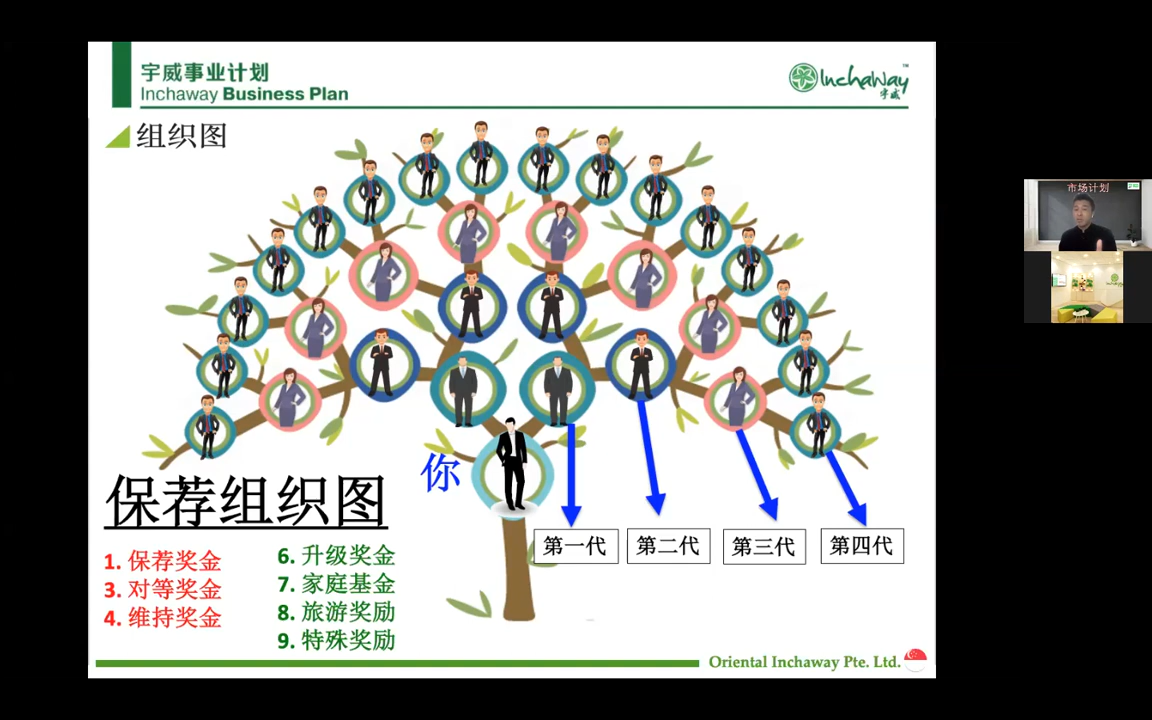 宇威事业计划
Inchaway Business Plan
Inchaway™
宇威
组织图
你
保荐组织图
1. 保荐奖金
3. 对等奖金
4. 维持奖金
6. 升级奖金
7. 家庭基金
8. 旅游奖励
9. 特殊奖励
第一代
第二代
第三代
第四代
Oriental Inchaway Pte. Ltd.
市场计划